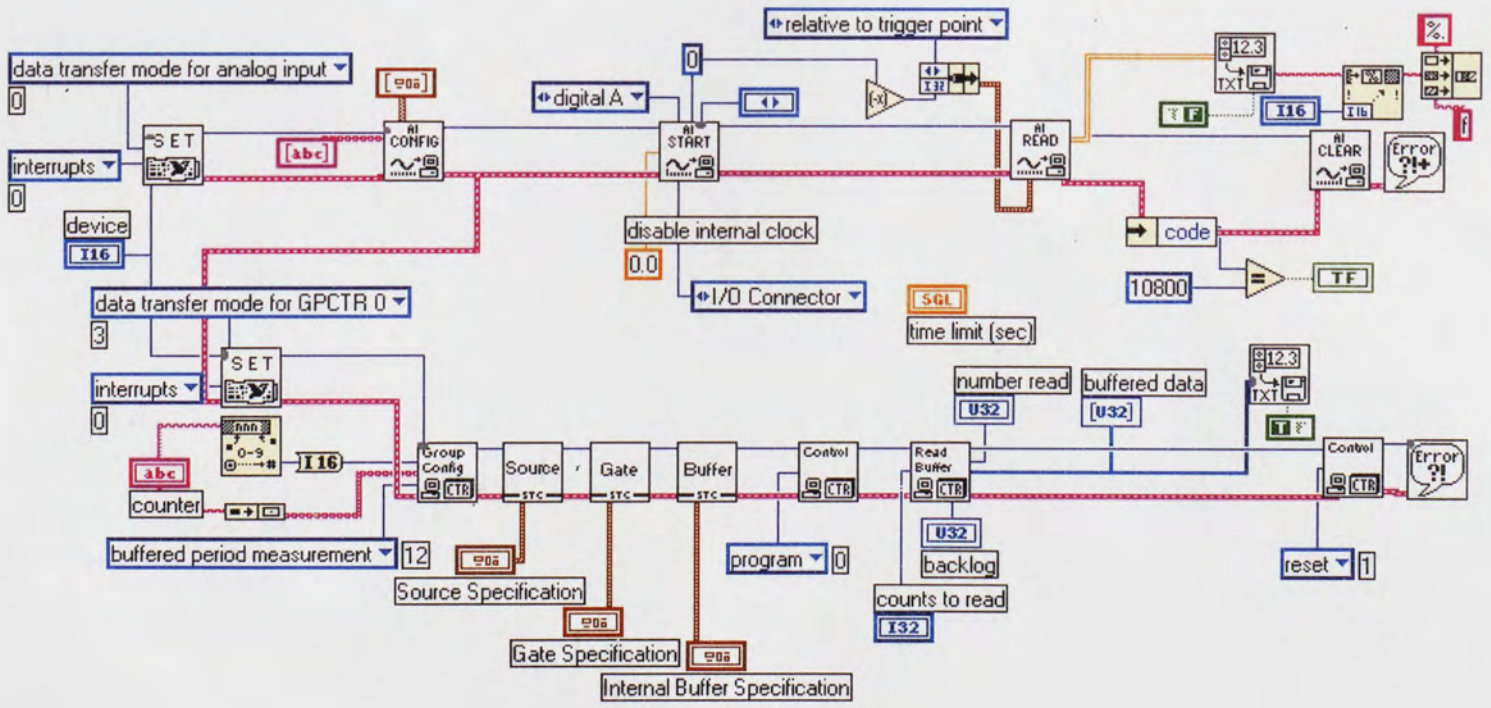 relative to trigger point
data transfer mode for analog input
0
0
digital A
I32
(-x)
12.3
TXT
F
%.
I16
I16
f
SET
[abc]
AI
CONFIG
AI
START
AI
READ
AI
CLEAR
Error
?!+
interrupts
0
device
I16
disable internal clock
0.0
code
10800
=
TF
data transfer mode for GPCTR 0
3
I/O Connector
SGL
time limit (sec)
SET
interrupts
0
nnn
0-9
#
I16
abc
counter
number read
U32
buffered data
[U32]
12.3
TXT
T
Group
Config
CTR
Source
STC
Gate
STC
Buffer
STC
Control
CTR
Read
Buffer
CTR
Control
CTR
Error
?!
buffered period measurement
12
Source Specification
Gate Specification
Internal Buffer Specification
program
0
U32
backlog
counts to read
I32
reset
1